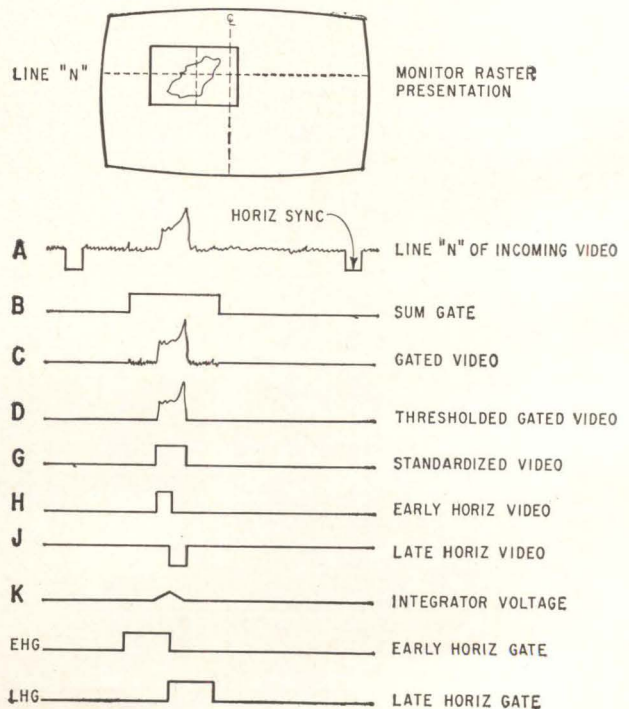 ℄
LINE "N"
MONITOR RASTER
PRESENTATION
HORIZ SYNC
A
LINE "N" OF INCOMING VIDEO
B
SUM GATE
C
GATED VIDEO
D
THRESHOLDED GATED VIDEO
G
STANDARDIZED VIDEO
H
EARLY HORIZ VIDEO
J
LATE HORIZ VIDEO
K
INTEGRATOR VOLTAGE
EHG
EARLY HORIZ GATE
LHG
LATE HORIZ GATE